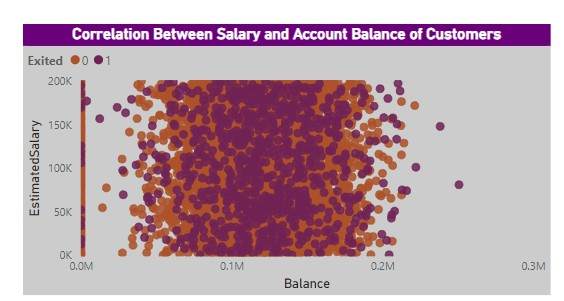 Correlation Between Salary and Account Balance of Customers
Exited 0 1
200K
150K
100K
50K
0K
EstimatedSalary
0.0M 0.1M 0.2M 0.3M
Balance